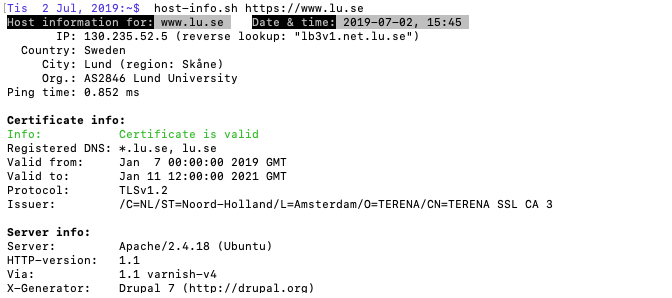 [Tis  2 Jul, 2019:~$  host-info.sh https://www.lu.se
Host information for: www.lu.se   Date & time: 2019-07-02, 15:45
IP: 130.235.52.5 (reverse lookup: "lb3v1.net.lu.se")
Country: Sweden
City: Lund (region: Skåne)
Org.: AS2846 Lund University
Ping time: 0.852 ms
Certificate info:
Info:           Certificate is valid
Registered DNS: *.lu.se, lu.se
Valid from:     Jan  7 00:00:00 2019 GMT
Valid to:       Jan 11 12:00:00 2021 GMT
Protocol:       TLSv1.2
Issuer:         /C=NL/ST=Noord-Holland/L=Amsterdam/O=TERENA/CN=TERENA SSL CA 3
Server info:
Server:         Apache/2.4.18 (Ubuntu)
HTTP-version:   1.1
Via:            1.1 varnish-v4
X-Generator:    Drupal 7 (http://drupal.org)